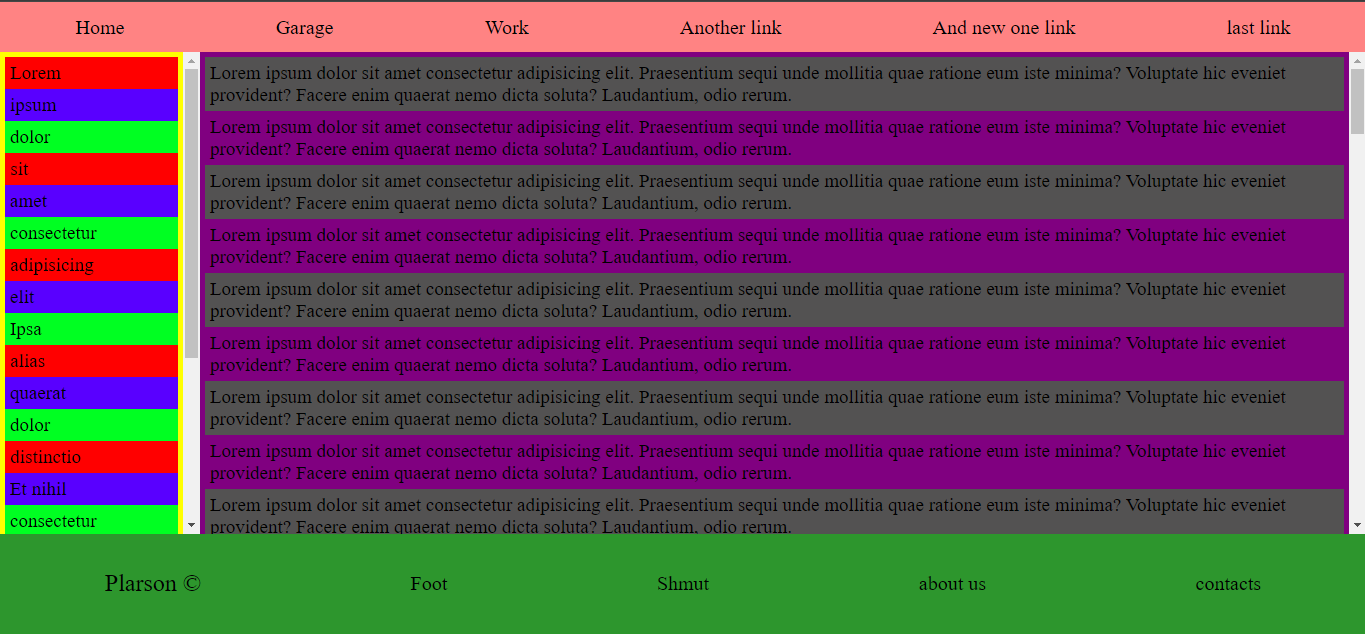 Home Garage Work Another link And new one link last link
Lorem
ipsum
dolor
sit
amet
consectetur
adipisicing
elit
Ipsa
alias
quaerat
dolor
distinctio
Et nihil
consectetur
Lorem ipsum dolor sit amet consectetur adipisicing elit. Praesentium sequi unde mollitia quae ratione eum iste minima? Voluptate hic eveniet
provident? Facere enim quaerat nemo dicta soluta? Laudantium, odio rerum.
Lorem ipsum dolor sit amet consectetur adipisicing elit. Praesentium sequi unde mollitia quae ratione eum iste minima? Voluptate hic eveniet
provident? Facere enim quaerat nemo dicta soluta? Laudantium, odio rerum.
Lorem ipsum dolor sit amet consectetur adipisicing elit. Praesentium sequi unde mollitia quae ratione eum iste minima? Voluptate hic eveniet
provident? Facere enim quaerat nemo dicta soluta? Laudantium, odio rerum.
Lorem ipsum dolor sit amet consectetur adipisicing elit. Praesentium sequi unde mollitia quae ratione eum iste minima? Voluptate hic eveniet
provident? Facere enim quaerat nemo dicta soluta? Laudantium, odio rerum.
Lorem ipsum dolor sit amet consectetur adipisicing elit. Praesentium sequi unde mollitia quae ratione eum iste minima? Voluptate hic eveniet
provident? Facere enim quaerat nemo dicta soluta? Laudantium, odio rerum.
Lorem ipsum dolor sit amet consectetur adipisicing elit. Praesentium sequi unde mollitia quae ratione eum iste minima? Voluptate hic eveniet
provident? Facere enim quaerat nemo dicta soluta? Laudantium, odio rerum.
Lorem ipsum dolor sit amet consectetur adipisicing elit. Praesentium sequi unde mollitia quae ratione eum iste minima? Voluptate hic eveniet
provident? Facere enim quaerat nemo dicta soluta? Laudantium, odio rerum.
Lorem ipsum dolor sit amet consectetur adipisicing elit. Praesentium sequi unde mollitia quae ratione eum iste minima? Voluptate hic eveniet
provident? Facere enim quaerat nemo dicta soluta? Laudantium, odio rerum.
Lorem ipsum dolor sit amet consectetur adipisicing elit. Praesentium sequi unde mollitia quae ratione eum iste minima? Voluptate hic eveniet
provident? Facere enim quaerat nemo dicta soluta? Laudantium, odio rerum.
Plarson © Foot Shmut about us contacts